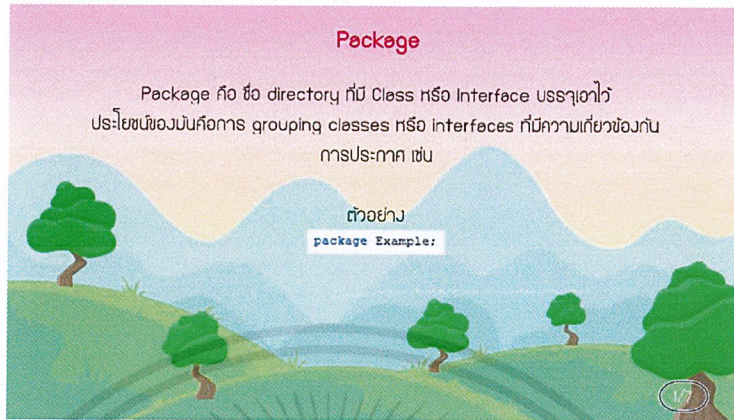 Package
Package คือ ชื่อ directory ที่มี Class หรือ Interface บรรจุเอาไว้
ประโยชน์ของมันคือการ grouping classes หรือ interfaces ที่มีความเกี่ยวข้องกัน
การประกาศ เช่น
ตัวอย่าง
package Example;
1/7